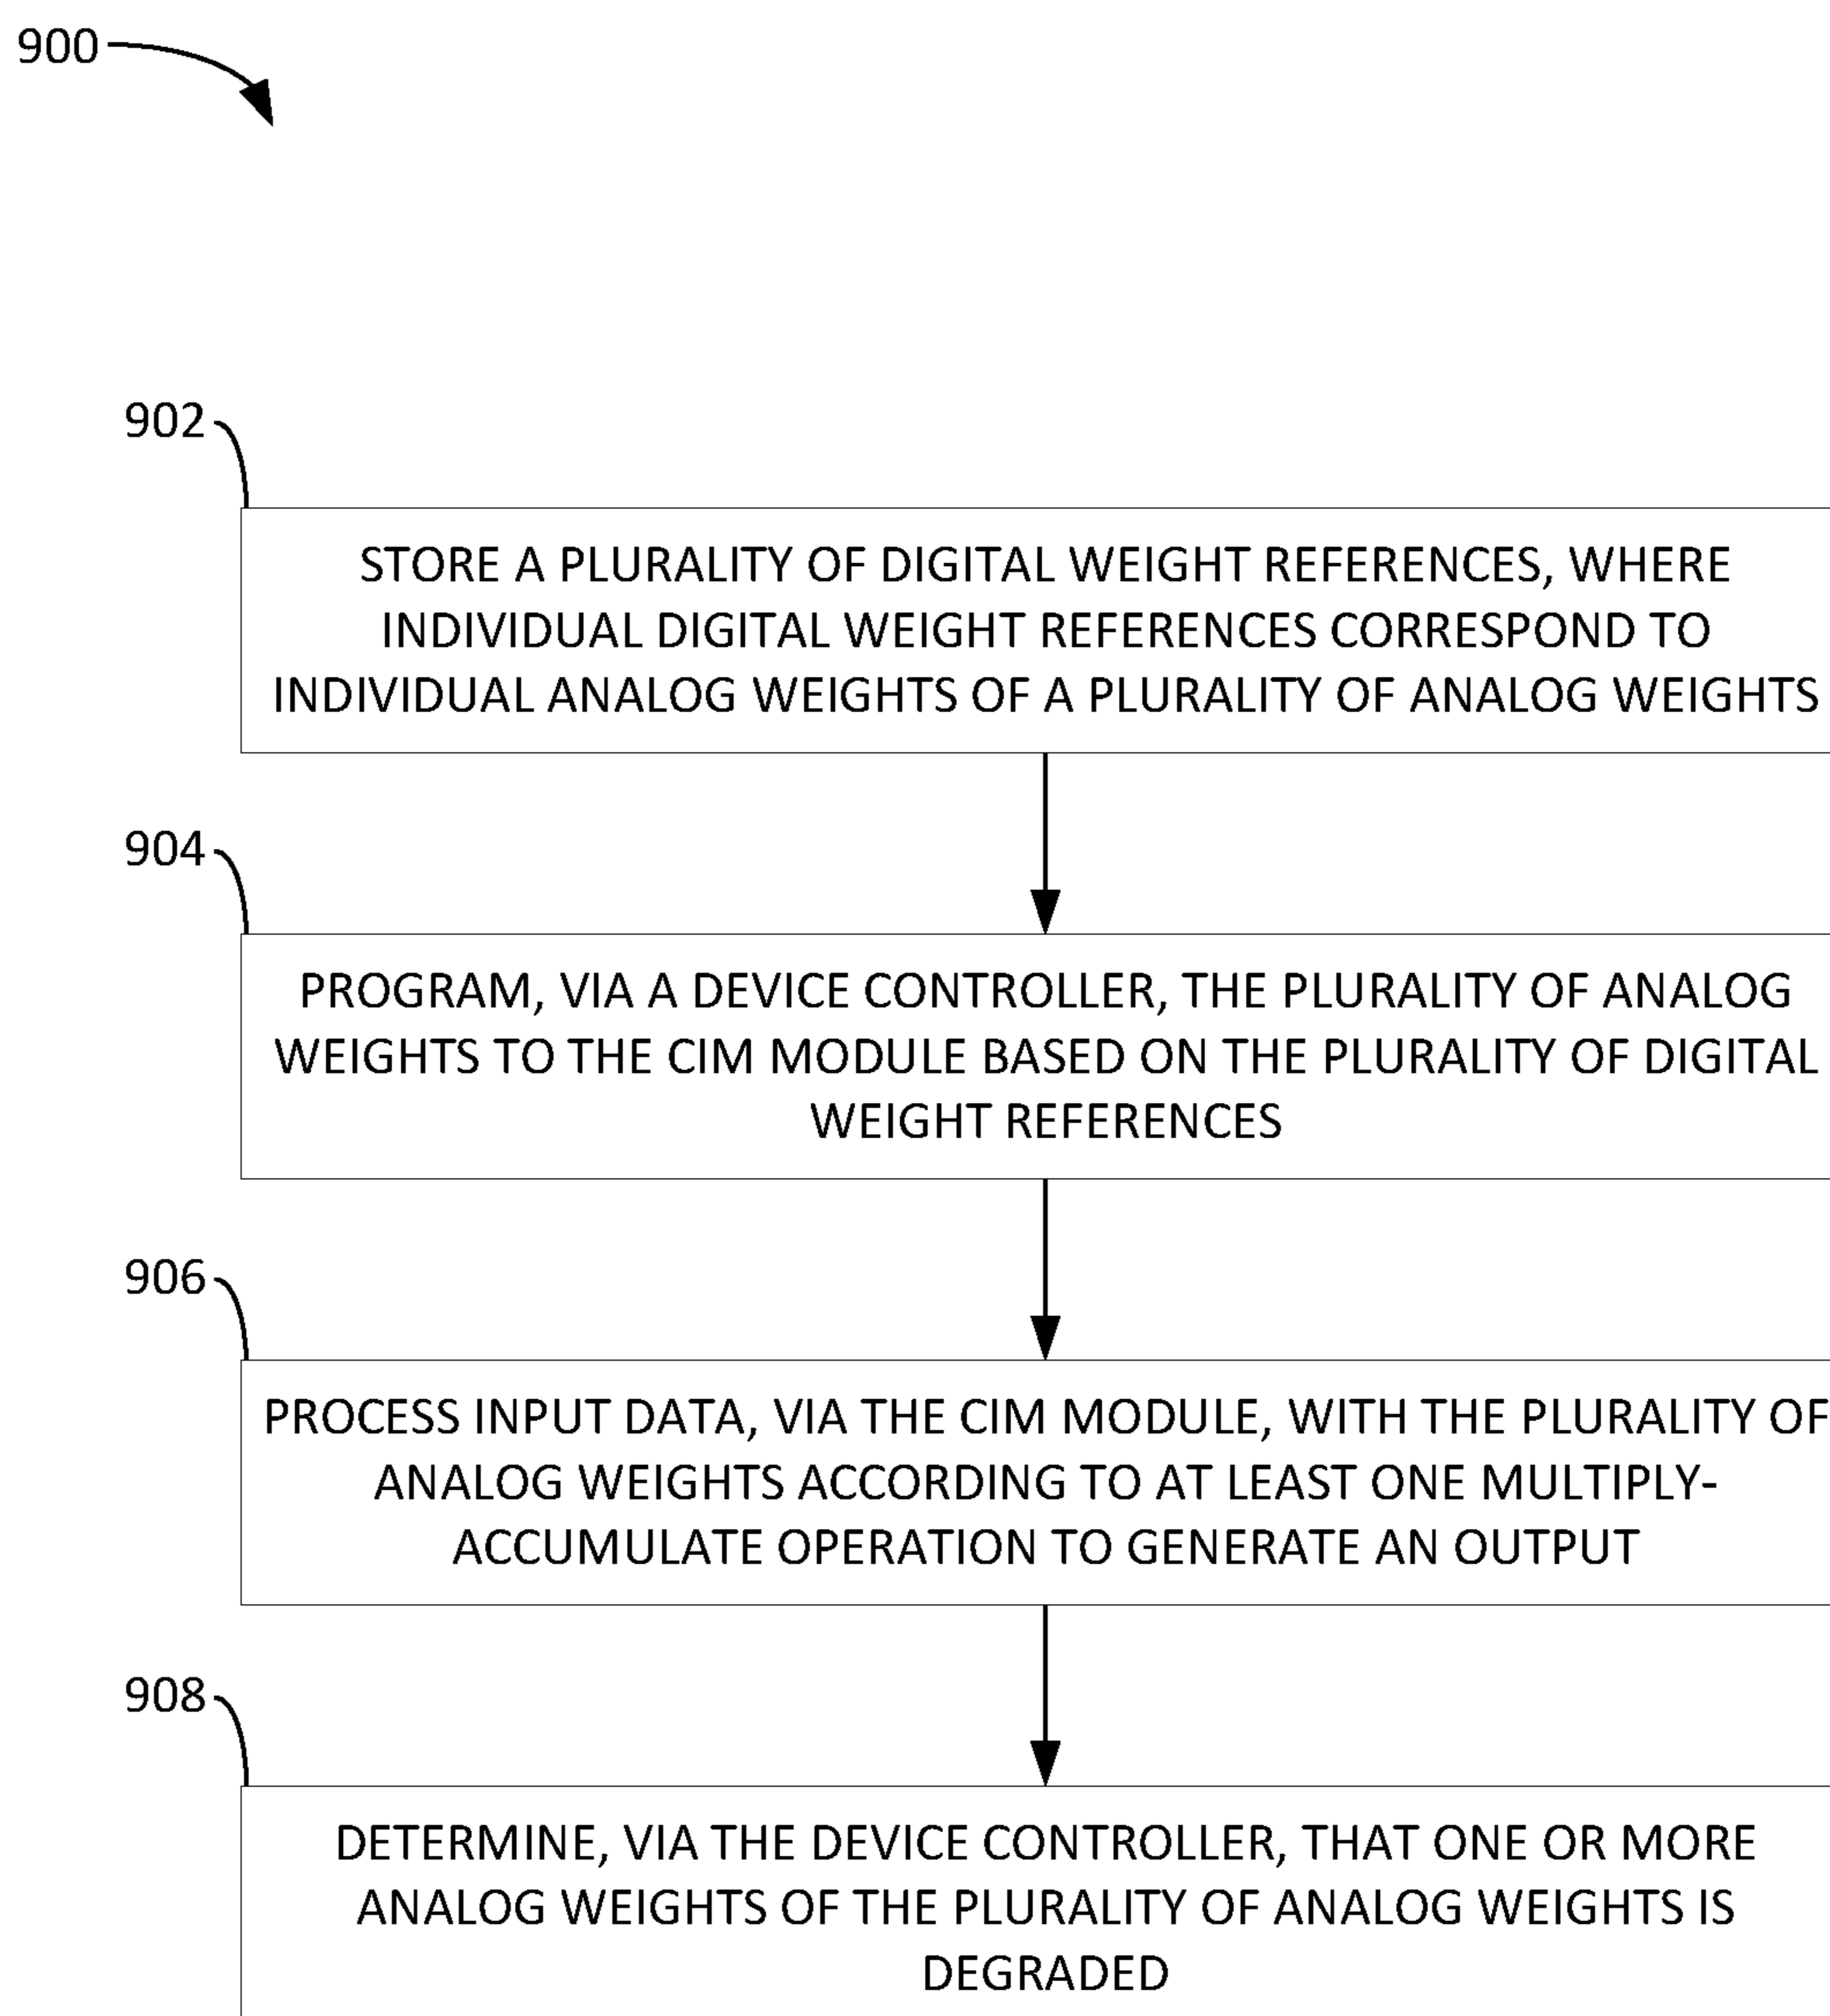 900
902
STORE A PLURALITY OF DIGITAL WEIGHT REFERENCES, WHERE
INDIVIDUAL DIGITAL WEIGHT REFERENCES CORRESPOND TO
INDIVIDUAL ANALOG WEIGHTS OF A PLURALITY OF ANALOG WEIGHTS
904
PROGRAM, VIA A DEVICE CONTROLLER, THE PLURALITY OF ANALOG
WEIGHTS TO THE CIM MODULE BASED ON THE PLURALITY OF DIGITAL
WEIGHT REFERENCES
906
PROCESS INPUT DATA, VIA THE CIM MODULE, WITH THE PLURALITY OF
ANALOG WEIGHTS ACCORDING TO AT LEAST ONE MULTIPLY-
ACCUMULATE OPERATION TO GENERATE AN OUTPUT
908
DETERMINE, VIA THE DEVICE CONTROLLER, THAT ONE OR MORE
ANALOG WEIGHTS OF THE PLURALITY OF ANALOG WEIGHTS IS
DEGRADED